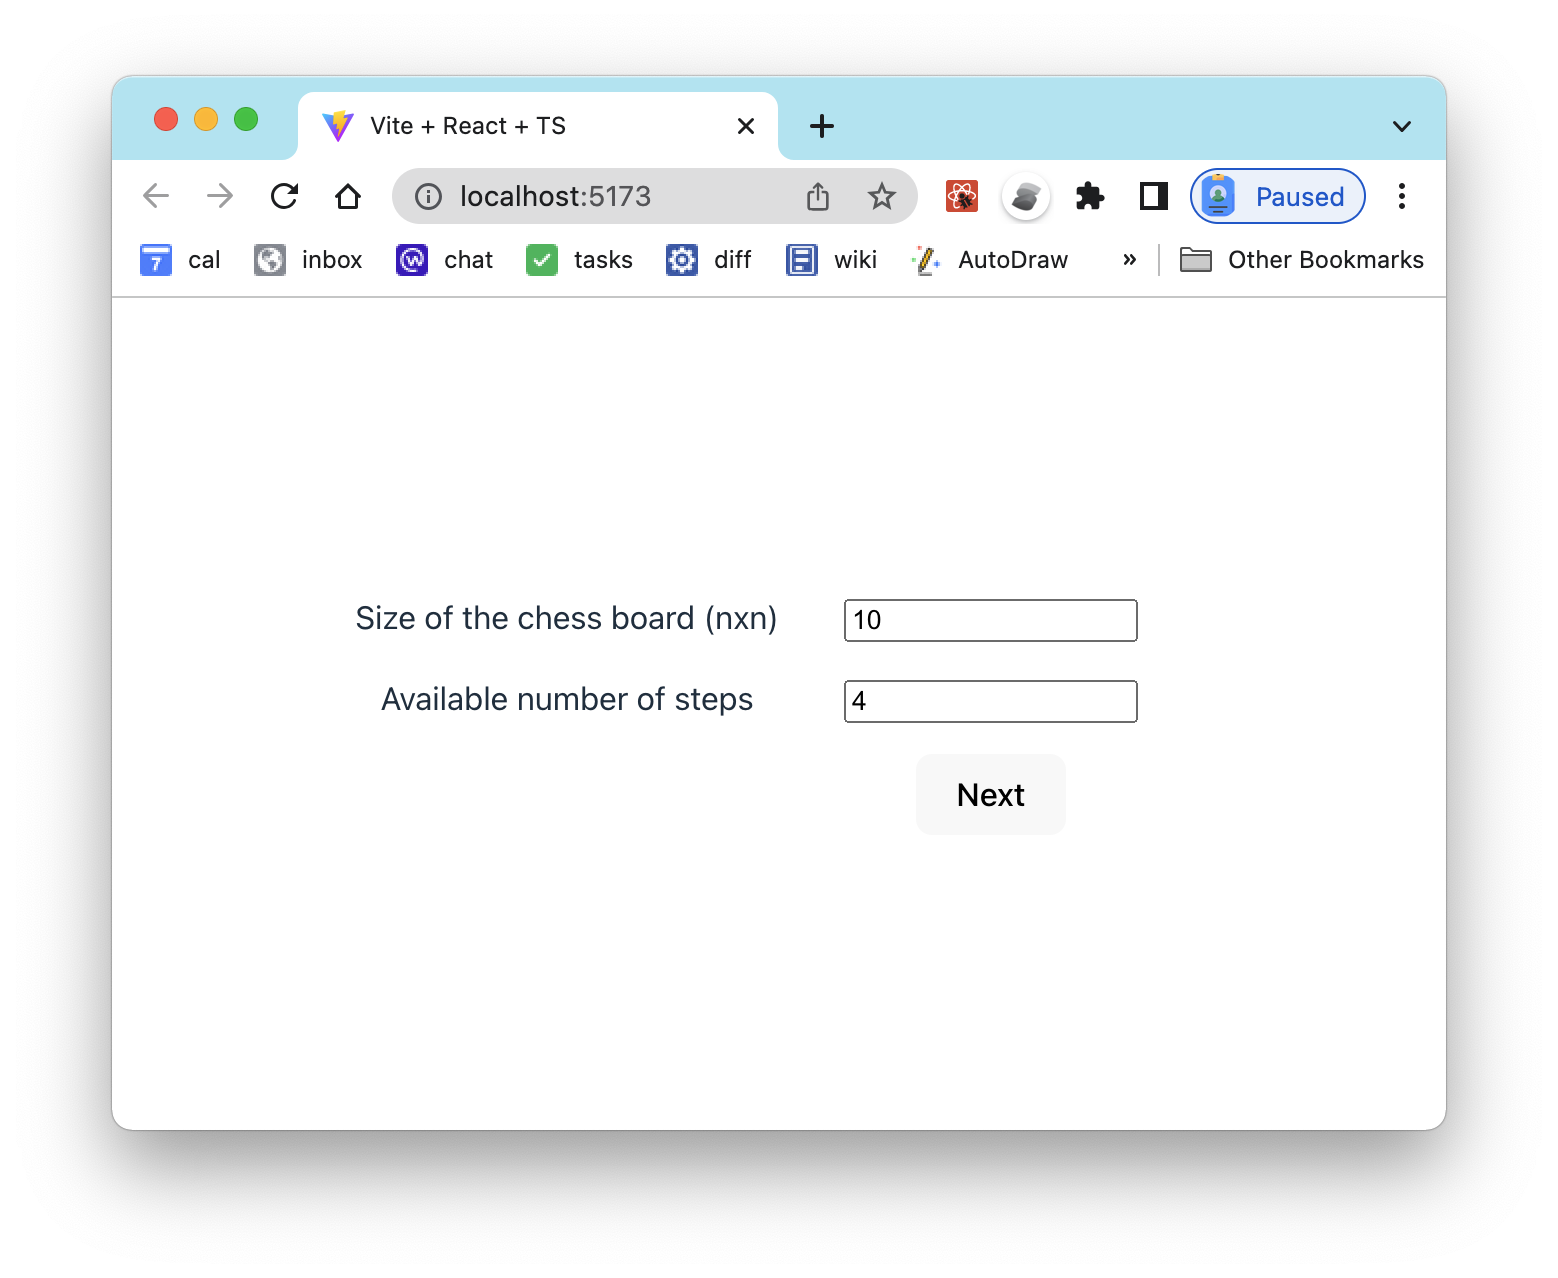 Vite + React + TS
localhost:5173
Paused
7 cal inbox chat tasks diff wiki AutoDraw » Other Bookmarks
Size of the chess board (nxn) 10
Available number of steps 4
Next